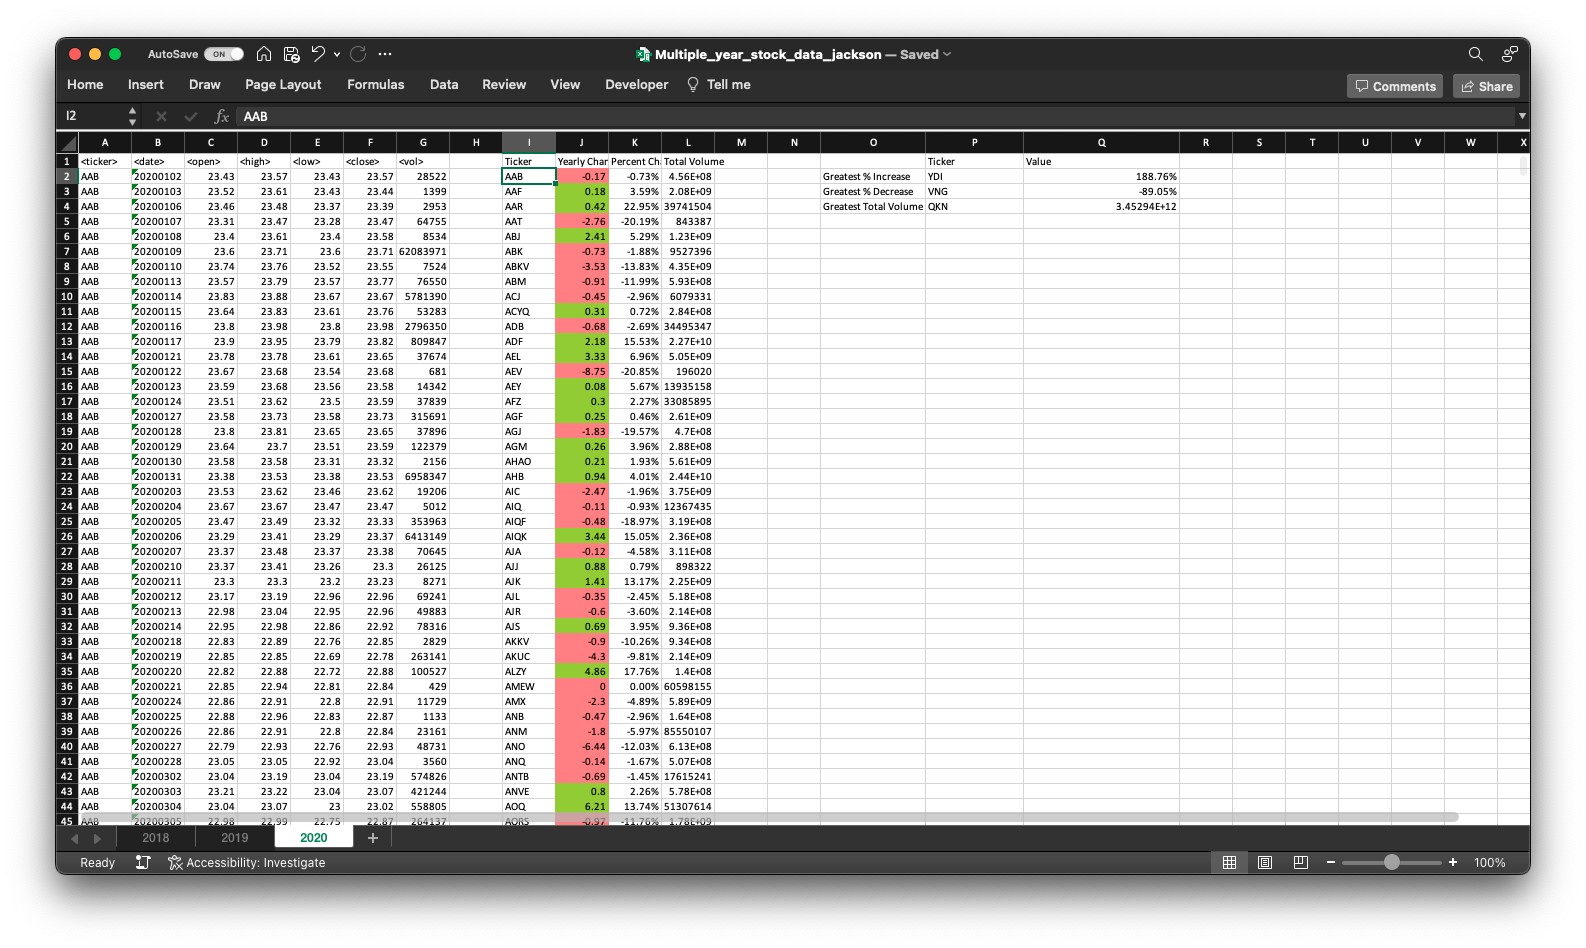 AutoSave ON Multiple_year_stock_data_jackson — Saved
Home Insert Draw Page Layout Formulas Data Review View Developer Tell me Comments Share
I2 fx AAB
A B C D E F G H I J K L M N O P Q R S T U V W X
1 <ticker> <date> <open> <high> <low> <close> <vol> Ticker Yearly Char Percent Ch Total Volume Ticker Value
2 AAB 20200102 23.43 23.57 23.43 23.57 28522 AAB -0.17 -0.73% 4.56E+08 Greatest % Increase YDI 188.76%
3 AAB 20200103 23.52 23.61 23.43 23.44 1399 AAF 0.18 3.59% 2.08E+09 Greatest % Decrease VNG -89.05%
4 AAB 20200106 23.46 23.48 23.37 23.39 2953 AAR 0.42 22.95% 39741504 Greatest Total Volume QKN 3.45294E+12
5 AAB 20200107 23.31 23.47 23.28 23.47 64755 AAT -2.76 -20.19% 843387
6 AAB 20200108 23.4 23.61 23.4 23.58 8534 ABJ 2.41 5.29% 1.23E+09
7 AAB 20200109 23.6 23.71 23.6 23.71 62083971 ABK -0.73 -1.88% 9527396
8 AAB 20200110 23.74 23.76 23.52 23.55 7524 ABKV -3.53 -13.83% 4.35E+09
9 AAB 20200113 23.57 23.79 23.57 23.77 76550 ABM -0.91 -11.99% 5.93E+08
10 AAB 20200114 23.83 23.88 23.67 23.67 5781390 ACJ -0.45 -2.96% 6079331
11 AAB 20200115 23.64 23.83 23.61 23.76 53283 ACYQ 0.31 0.72% 2.84E+08
12 AAB 20200116 23.8 23.98 23.8 23.98 2796350 ADB -0.68 -2.69% 34495347
13 AAB 20200117 23.9 23.95 23.79 23.82 809847 ADF 2.18 15.53% 2.27E+10
14 AAB 20200121 23.78 23.78 23.61 23.65 37674 AEL 3.33 6.96% 5.05E+09
15 AAB 20200122 23.67 23.68 23.54 23.68 681 AEV -8.75 -20.85% 196020
16 AAB 20200123 23.59 23.68 23.56 23.58 14342 AEY 0.08 5.67% 13935158
17 AAB 20200124 23.51 23.62 23.5 23.59 37839 AFZ 0.3 2.27% 33085895
18 AAB 20200127 23.58 23.73 23.58 23.73 315691 AGF 0.25 0.46% 2.61E+09
19 AAB 20200128 23.8 23.81 23.65 23.65 37896 AGJ -1.83 -19.57% 4.7E+08
20 AAB 20200129 23.64 23.7 23.51 23.59 122379 AGM 0.26 3.96% 2.88E+08
21 AAB 20200130 23.58 23.58 23.31 23.32 2156 AHAO 0.21 1.93% 5.61E+09
22 AAB 20200131 23.38 23.53 23.38 23.53 6958347 AHB 0.94 4.01% 2.44E+10
23 AAB 20200203 23.53 23.62 23.46 23.62 19206 AIC -2.47 -1.96% 3.75E+09
24 AAB 20200204 23.67 23.67 23.47 23.47 5012 AIQ -0.11 -0.93% 12367435
25 AAB 20200205 23.47 23.49 23.32 23.33 353963 AIQF -0.48 -18.97% 3.19E+08
26 AAB 20200206 23.29 23.41 23.29 23.37 6413149 AIQK 3.44 15.05% 2.36E+08
27 AAB 20200207 23.37 23.48 23.37 23.38 70645 AJA -0.12 -4.58% 3.11E+08
28 AAB 20200210 23.37 23.41 23.26 23.3 26125 AJJ 0.88 0.79% 898322
29 AAB 20200211 23.3 23.3 23.2 23.23 8271 AJK 1.41 13.17% 2.25E+09
30 AAB 20200212 23.17 23.19 22.96 22.96 69241 AJL -0.35 -2.45% 5.18E+08
31 AAB 20200213 22.98 23.04 22.95 22.96 49883 AJR -0.6 -3.60% 2.14E+08
32 AAB 20200214 22.95 22.98 22.86 22.92 78316 AJS 0.69 3.95% 9.36E+08
33 AAB 20200218 22.83 22.89 22.76 22.85 2829 AKKV -0.9 -10.26% 9.34E+08
34 AAB 20200219 22.85 22.85 22.69 22.78 263141 AKUC -4.3 -9.81% 2.14E+09
35 AAB 20200220 22.82 22.88 22.72 22.88 100527 ALZY 4.86 17.76% 1.4E+08
36 AAB 20200221 22.85 22.94 22.81 22.84 429 AMEW 0 0.00% 60598155
37 AAB 20200224 22.86 22.91 22.8 22.91 11729 AMX -2.3 -4.89% 5.89E+09
38 AAB 20200225 22.88 22.96 22.83 22.87 1133 ANB -0.47 -2.96% 1.64E+08
39 AAB 20200226 22.86 22.91 22.8 22.84 23161 ANM -1.8 -5.97% 85550107
40 AAB 20200227 22.79 22.93 22.76 22.93 48731 ANO -6.44 -12.03% 6.13E+08
41 AAB 20200228 23.05 23.05 22.92 23.04 3560 ANQ -0.14 -1.67% 5.07E+08
42 AAB 20200302 23.04 23.19 23.04 23.19 574826 ANTB -0.69 -1.45% 17615241
43 AAB 20200303 23.21 23.22 23.04 23.07 421244 ANVE 0.8 2.26% 5.78E+08
44 AAB 20200304 23.04 23.07 23 23.02 558805 AOQ 6.21 13.74% 51307614
45 AAB 20200305 22.98 22.99 22.75 22.87 264137 AORS -0.97 -11.76% 1.78E+09
2018 2019 2020 +
Ready Accessibility: Investigate 100%